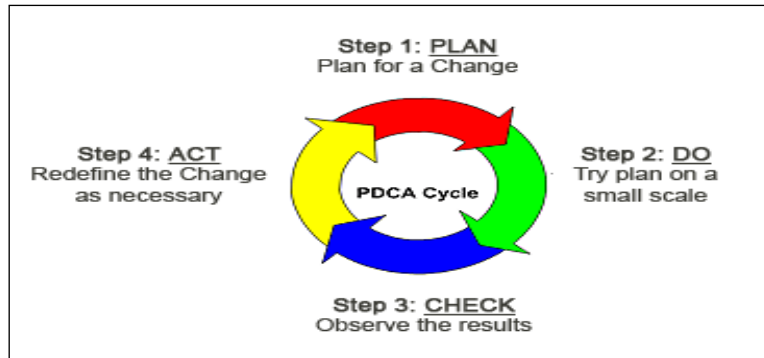 Step 1: PLAN
Plan for a Change
Step 4: ACT
Redefine the Change
as necessary
PDCA Cycle
Step 2: DO
Try plan on a
small scale
Step 3: CHECK
Observe the results